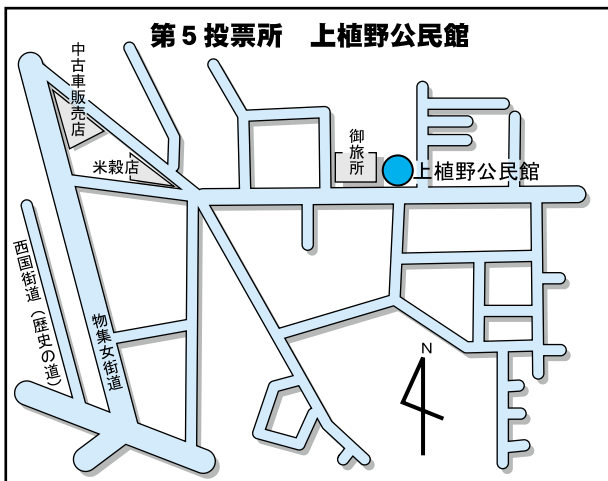 第5投票所　上植野公民館
中古車販売店
米穀店
御旅所
上植野公民館
西国街道（歴史の道）
物集女街道
N